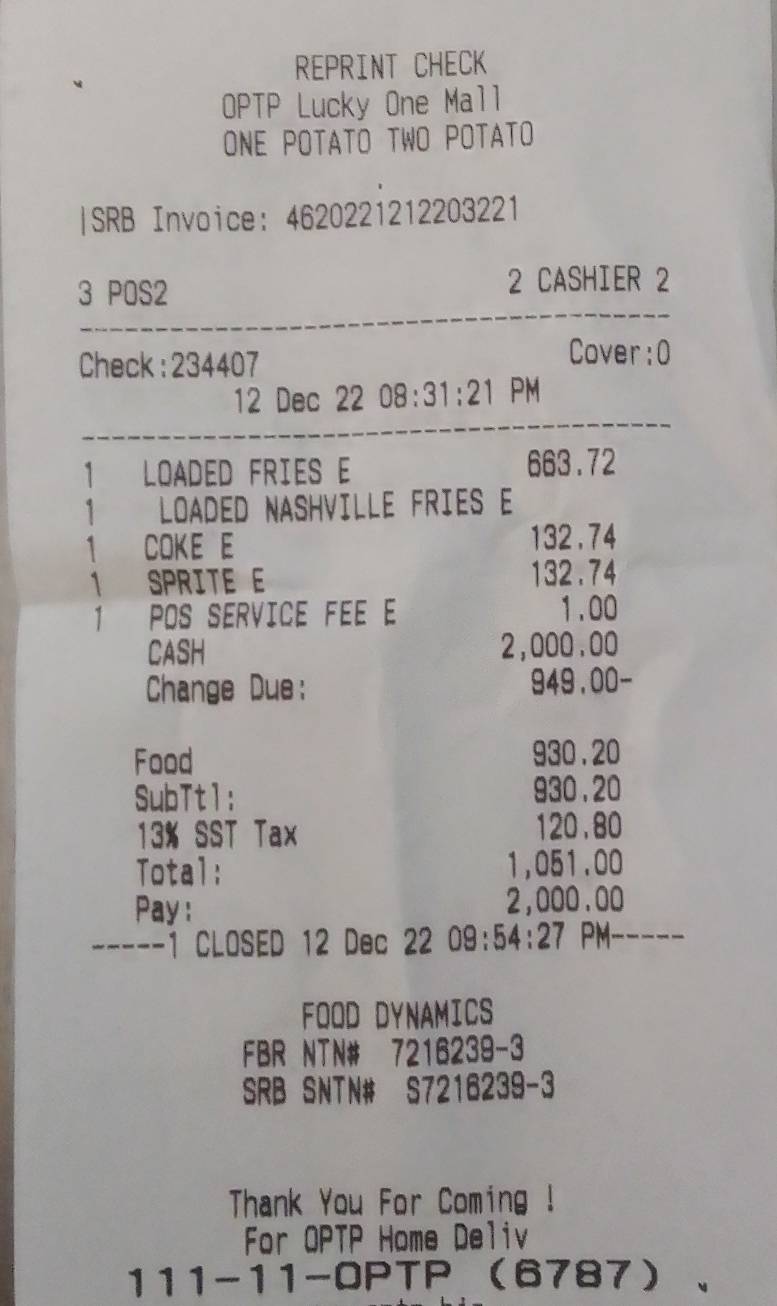 REPRINT CHECK
OPTP Lucky One Mall
ONE POTATO TWO POTATO
|SRB Invoice: 4620221212203221
3 POS2 2 CASHIER 2
--------------------------------------
Check:234407 Cover:0
12 Dec 22 08:31:21 PM
--------------------------------------
1 LOADED FRIES E 663.72
1 LOADED NASHVILLE FRIES E
1 COKE E 132.74
1 SPRITE E 132.74
1 POS SERVICE FEE E 1.00
CASH 2,000.00
Change Due: 949.00-
Food 930.20
SubTtl: 930.20
13% SST Tax 120.80
Total: 1,051.00
Pay: 2,000.00
-----1 CLOSED 12 Dec 22 09:54:27 PM-----
FOOD DYNAMICS
FBR NTN# 7216239-3
SRB SNTN# S7216239-3
Thank You For Coming !
For OPTP Home Deliv
111-11-OPTP (6787)